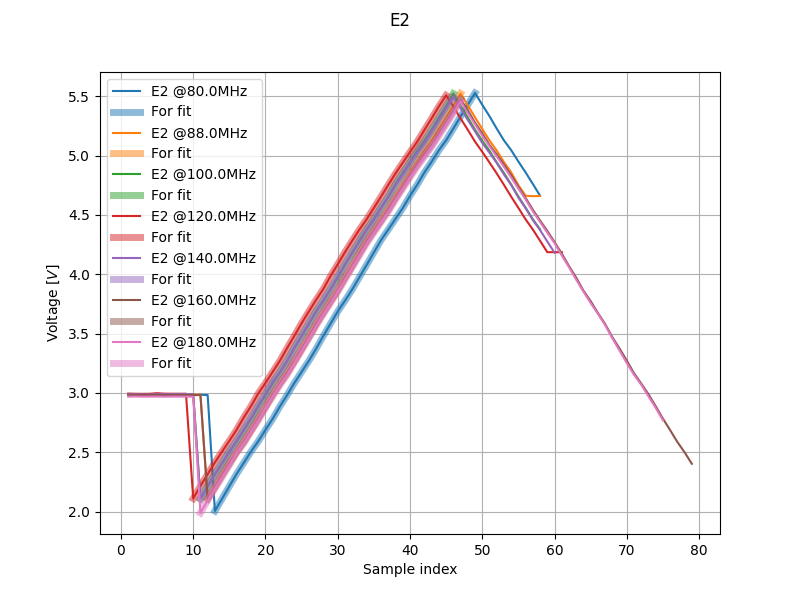 E2
5.5
5.0
4.5
4.0
3.5
3.0
2.5
2.0
Voltage [V]
E2 @80.0MHz
For fit
E2 @88.0MHz
For fit
E2 @100.0MHz
For fit
E2 @120.0MHz
For fit
E2 @140.0MHz
For fit
E2 @160.0MHz
For fit
E2 @180.0MHz
For fit
0 10 20 30 40 50 60 70 80
Sample index